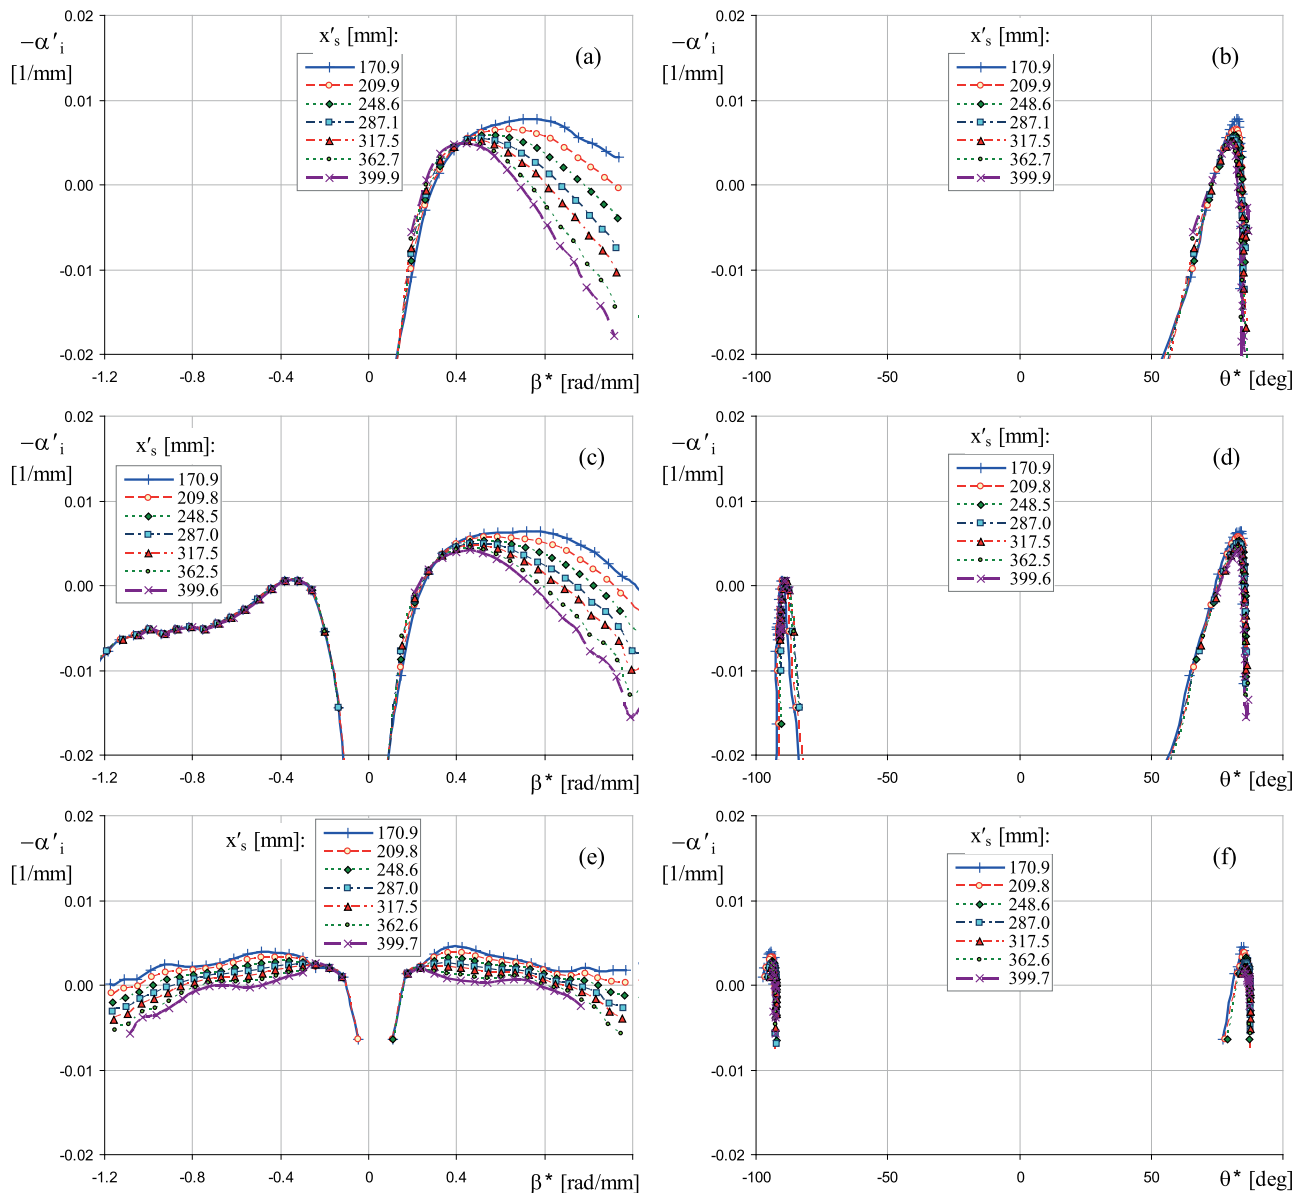 0.02
−α′i
[1/mm]
0.01
0.00
-0.01
-0.02
x′s [mm]:
170.9
209.9
248.6
287.1
317.5
362.7
399.9
(a)
-1.2 -0.8 -0.4 0 0.4 β* [rad/mm]
0.02
−α′i
[1/mm]
0.01
0.00
-0.01
-0.02
x′s [mm]:
170.9
209.9
248.6
287.1
317.5
362.7
399.9
(b)
-100 -50 0 50 θ* [deg]
0.02
−α′i
[1/mm]
0.01
0.00
-0.01
-0.02
x′s [mm]:
170.9
209.8
248.5
287.0
317.5
362.5
399.6
(c)
-1.2 -0.8 -0.4 0 0.4 β* [rad/mm]
0.02
−α′i
[1/mm]
0.01
0.00
-0.01
-0.02
x′s [mm]:
170.9
209.8
248.5
287.0
317.5
362.5
399.6
(d)
-100 -50 0 50 θ* [deg]
0.02
−α′i
[1/mm]
0.01
0.00
-0.01
-0.02
x′s [mm]:
170.9
209.8
248.6
287.0
317.5
362.6
399.7
(e)
-1.2 -0.8 -0.4 0 0.4 β* [rad/mm]
0.02
−α′i
[1/mm]
0.01
0.00
-0.01
-0.02
x′s [mm]:
170.9
209.8
248.6
287.0
317.5
362.6
399.7
(f)
-100 -50 0 50 θ* [deg]